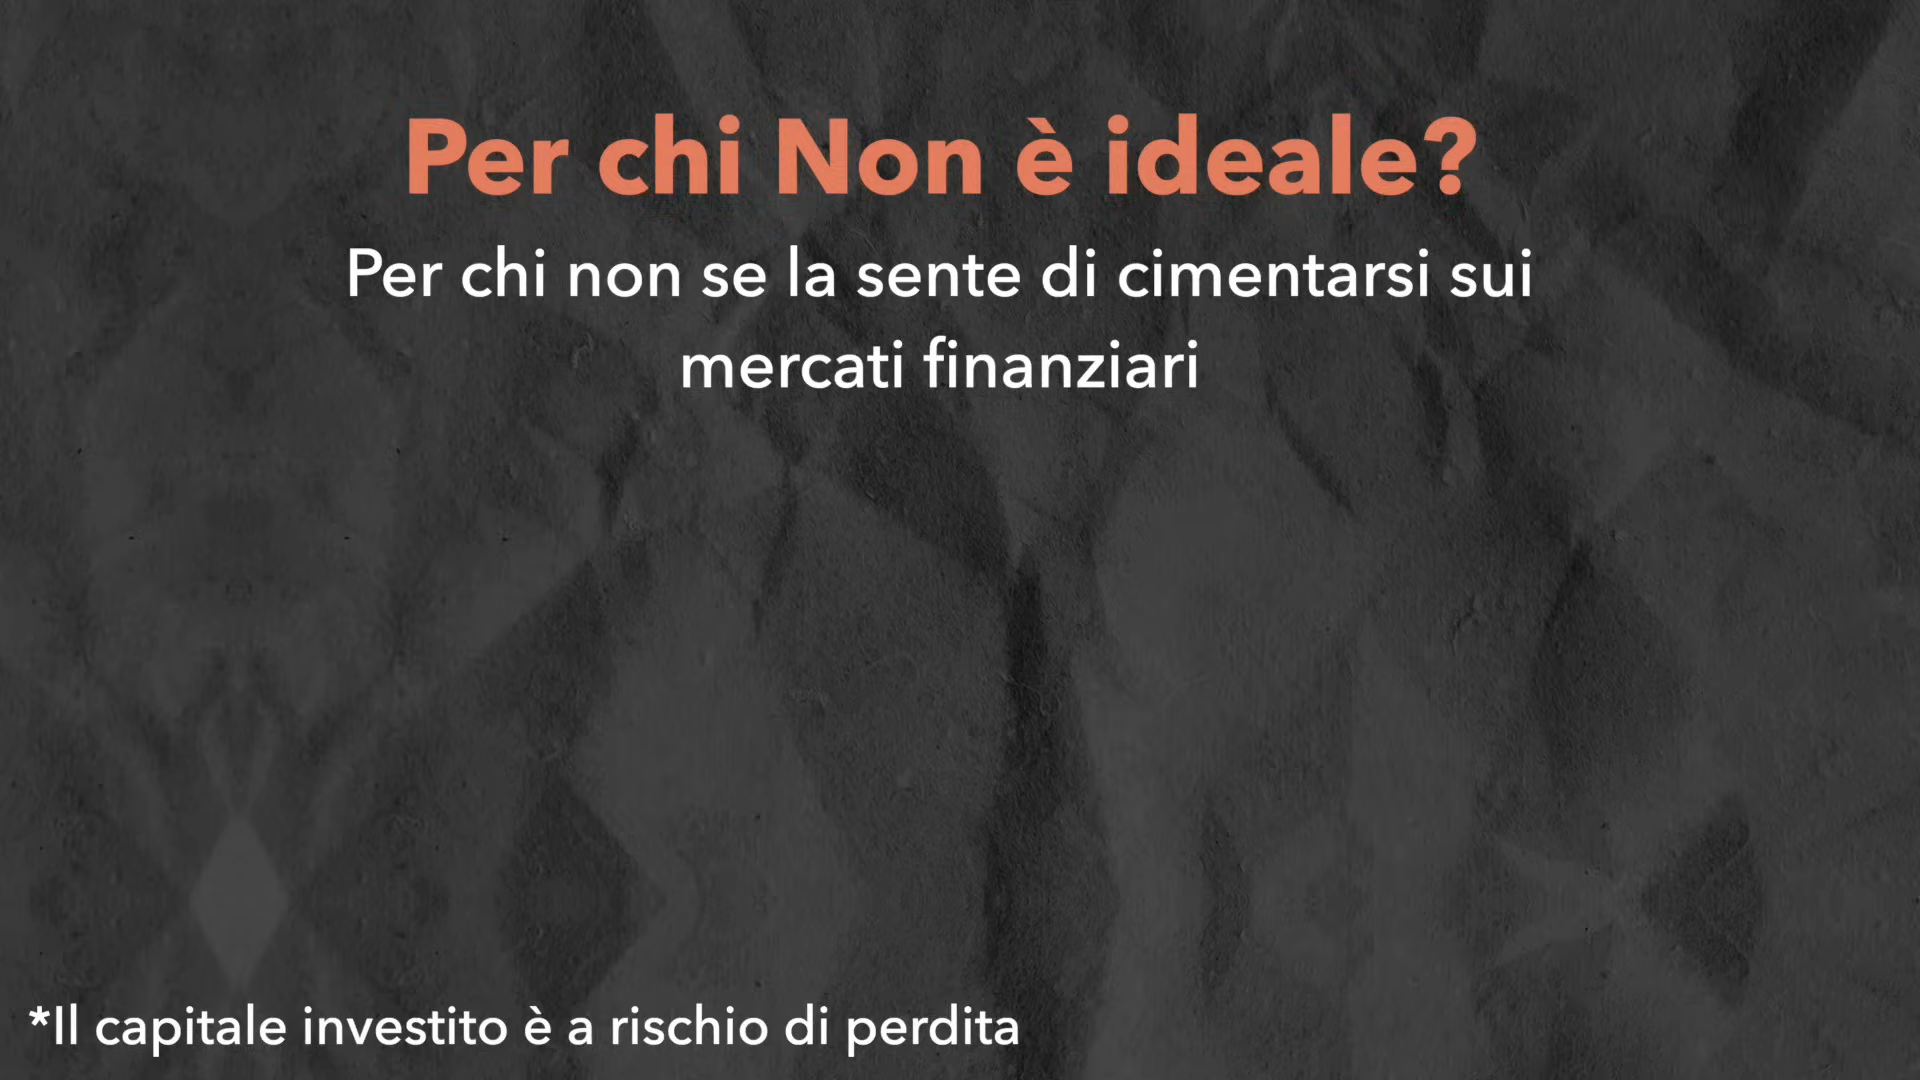 Per chi Non è ideale?
Per chi non se la sente di cimentarsi sui
mercati finanziari
*Il capitale investito è a rischio di perdita